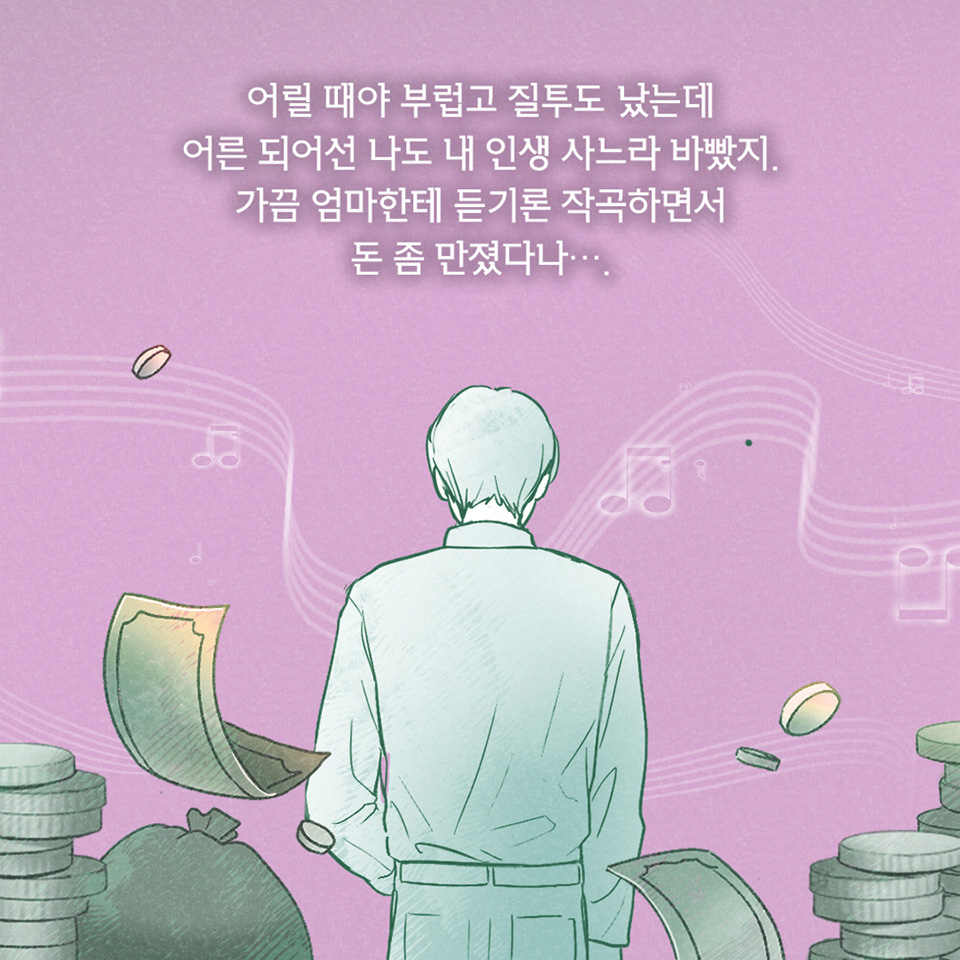 어릴 때야 부럽고 질투도 났는데
어른 되어선 나도 내 인생 사느라 바빴지.
가끔 엄마한테 듣기론 작곡하면서
돈 좀 만졌다나….